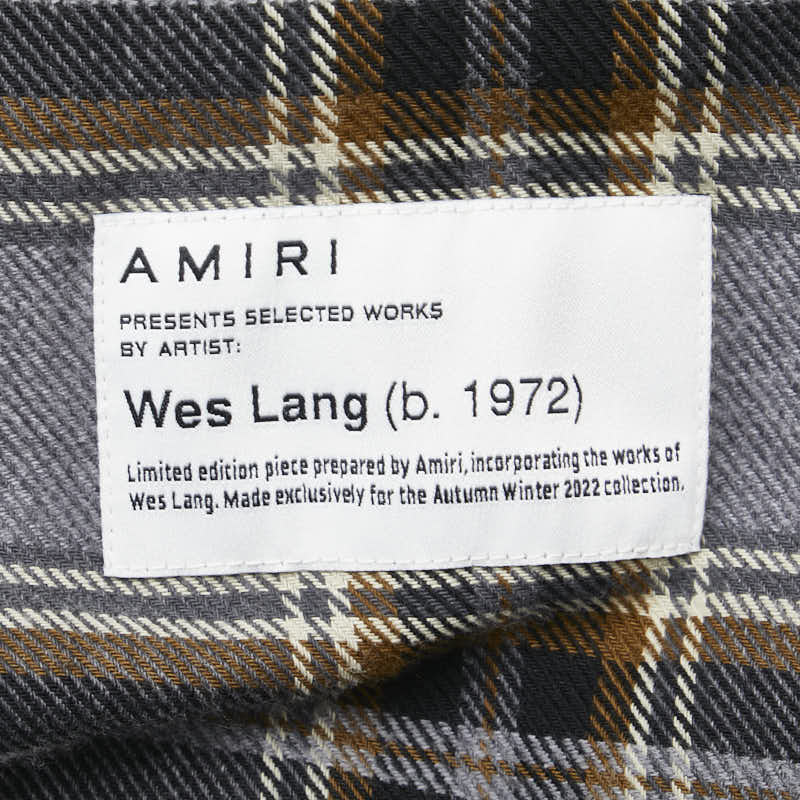 AMIRI
PRESENTS SELECTED WORKS
BY ARTIST:
Wes Lang (b. 1972)
Limited edition piece prepared by Amiri, incorporating the works of
Wes Lang. Made exclusively for the Autumn Winter 2022 collection.